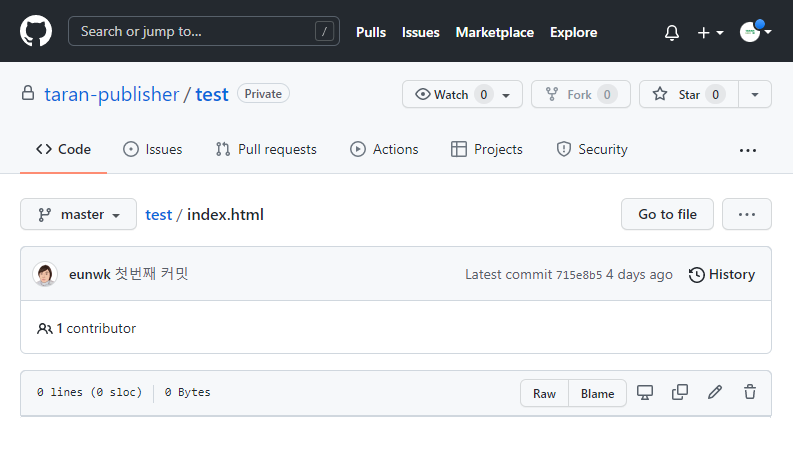 Search or jump to... / Pulls Issues Marketplace Explore
taran-publisher / test Private Watch 0 Fork 0 Star 0
Code Issues Pull requests Actions Projects Security
master test / index.html Go to file
eunwk 첫번째 커밋 Latest commit 715e8b5 4 days ago History
1 contributor
0 lines (0 sloc) 0 Bytes Raw Blame